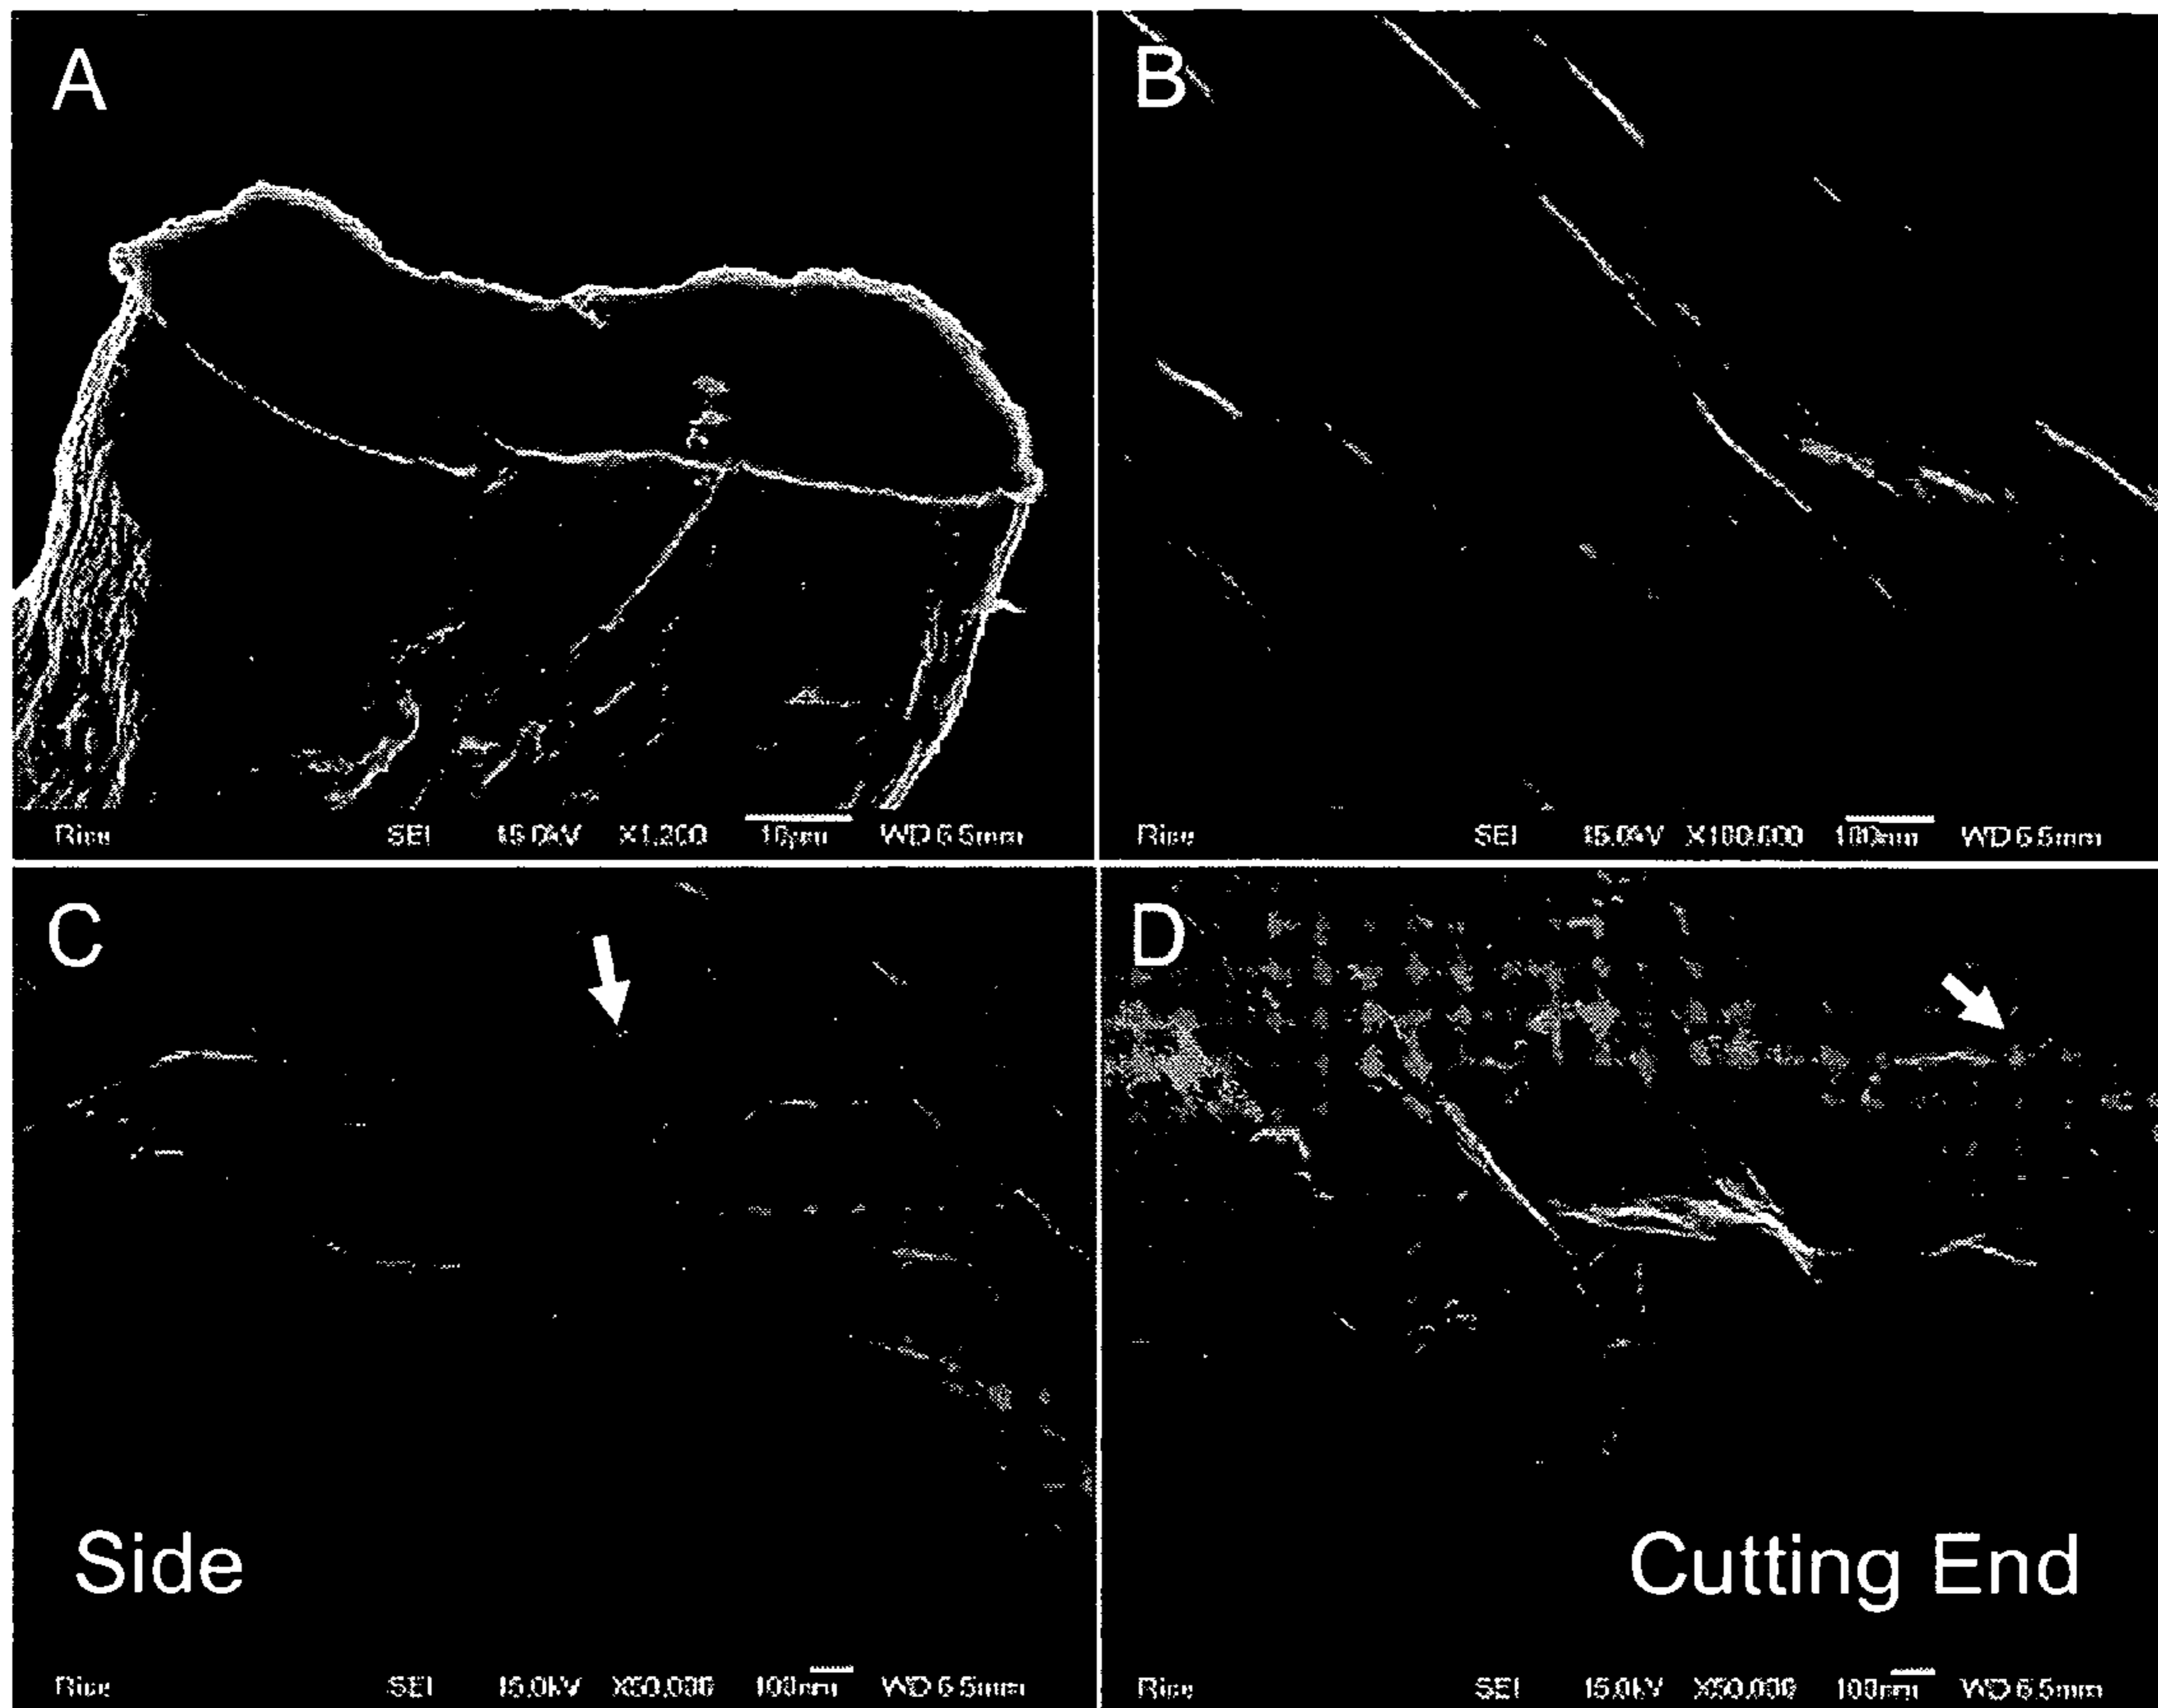 A
B
Rice SEI 15.0kV X1,200 10μm WD 6.5mm
Rice SEI 15.0kV X100,000 100nm WD 6.5mm
C
D
Side
Cutting End
Rice SEI 15.0kV X50,000 100nm WD 6.5mm
Rice SEI 15.0kV X50,000 100nm WD 6.5mm